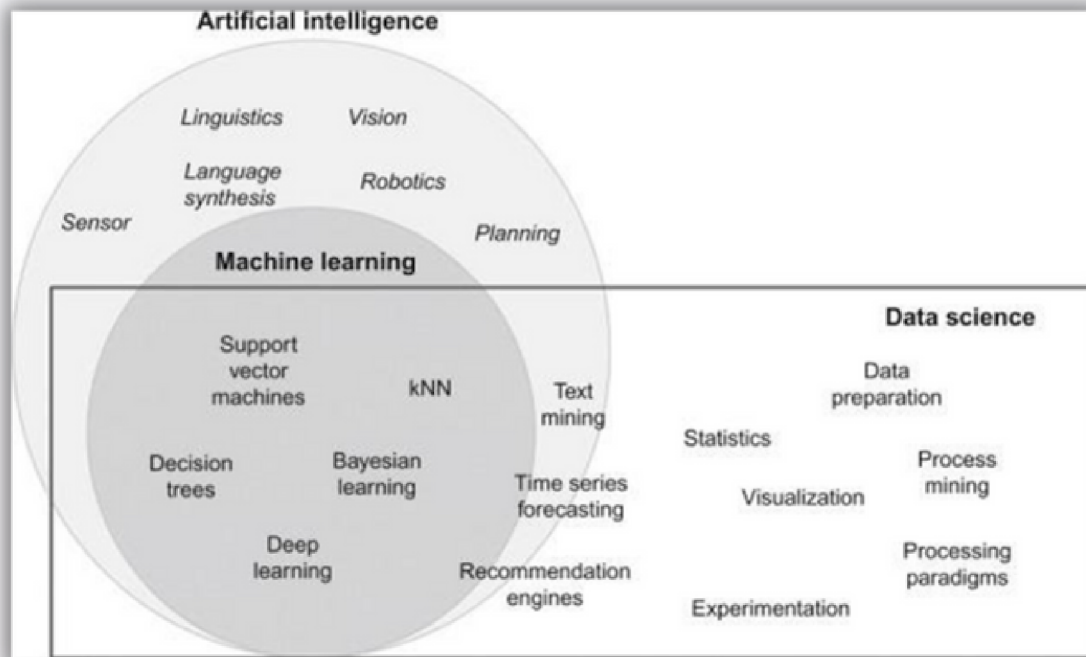 Artificial intelligence
Linguistics
Vision
Language
synthesis
Robotics
Sensor
Planning
Machine learning
Data science
Support
vector
machines
kNN
Text
mining
Data
preparation
Statistics
Decision
trees
Bayesian
learning
Time series
forecasting
Visualization
Process
mining
Deep
learning
Recommendation
engines
Experimentation
Processing
paradigms